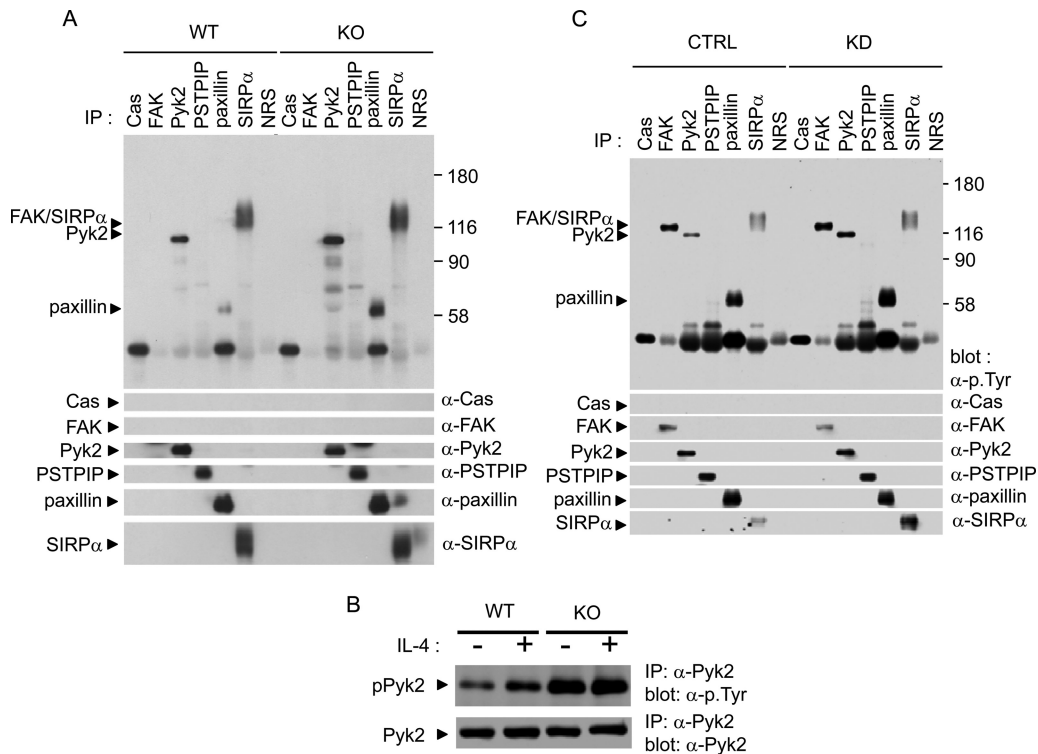 A
WT
KO
IP :
Cas
FAK
Pyk2
PSTPIP
paxillin
SIRPα
NRS
Cas
FAK
Pyk2
PSTPIP
paxillin
SIRPα
NRS
FAK/SIRPα
Pyk2
paxillin
180
116
90
58
Cas
α-Cas
FAK
α-FAK
Pyk2
α-Pyk2
PSTPIP
α-PSTPIP
paxillin
α-paxillin
SIRPα
α-SIRPα
C
CTRL
KD
IP :
Cas
FAK
Pyk2
PSTPIP
paxillin
SIRPα
NRS
Cas
FAK
Pyk2
PSTPIP
paxillin
SIRPα
NRS
FAK/SIRPα
Pyk2
paxillin
180
116
90
58
blot :
α-p.Tyr
Cas
α-Cas
FAK
α-FAK
Pyk2
α-Pyk2
PSTPIP
α-PSTPIP
paxillin
α-paxillin
SIRPα
α-SIRPα
B
WT
KO
IL-4 :
- + - +
pPyk2
IP: α-Pyk2
blot: α-p.Tyr
Pyk2
IP: α-Pyk2
blot: α-Pyk2